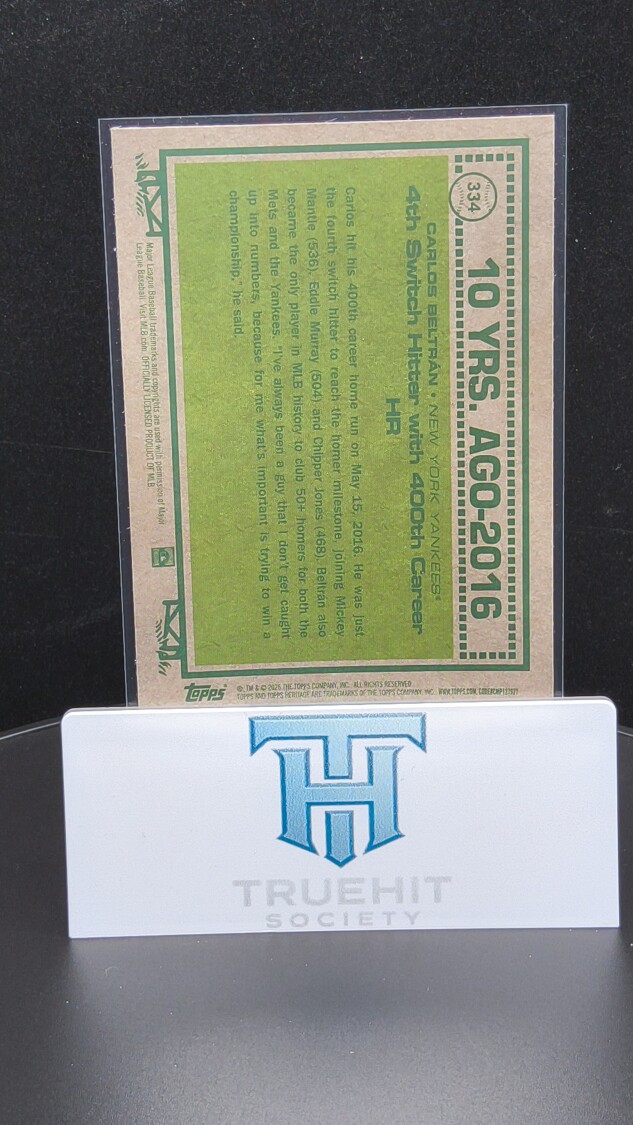 334
10 YRS. AGO-2016
CARLOS BELTRÁN • NEW YORK YANKEES®
4th Switch Hitter with 400th Career
HR
Carlos hit his 400th career home run on May 15, 2016. He was just
the fourth switch hitter to reach the homer milestone, joining Mickey
Mantle (536), Eddie Murray (504) and Chipper Jones (468). Beltrán also
became the only player in MLB history to club 50+ homers for both the
Mets and the Yankees. "I've always been a guy that I don't get caught
up into numbers, because for me what's important is trying to win a
championship," he said.
Major League Baseball trademarks and copyrights are used with permission of Major
League Baseball. Visit MLB.com. OFFICIALLY LICENSED PRODUCT OF MLB.
Topps
®, TM & © 2026 THE TOPPS COMPANY, INC. ALL RIGHTS RESERVED.
TOPPS AND TOPPS HERITAGE ARE TRADEMARKS OF THE TOPPS COMPANY, INC. WWW.TOPPS.COM
TH
TRUEHIT
SOCIETY